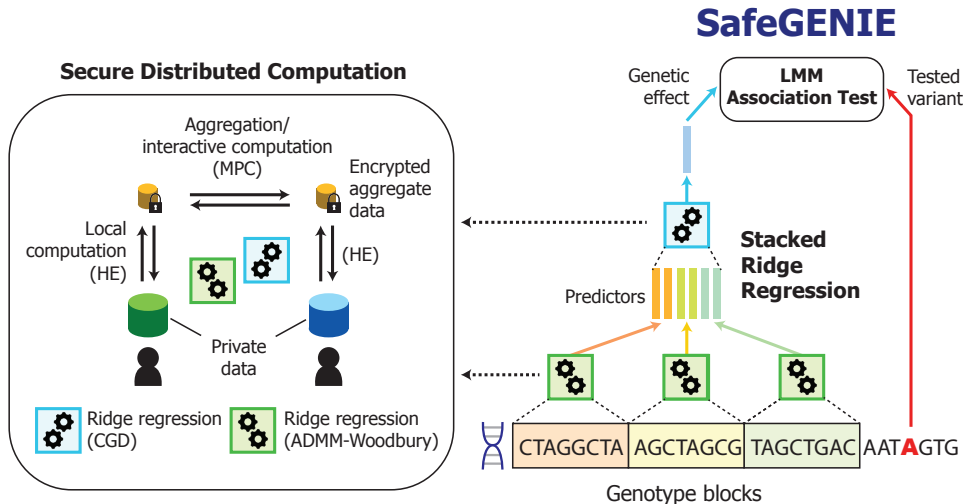 SafeGENIE
Secure Distributed Computation
Aggregation/
interactive computation
(MPC)
Encrypted
aggregate
data
Local
computation
(HE)
(HE)
Private
data
Ridge regression
(CGD)
Ridge regression
(ADMM-Woodbury)
Genetic
effect
LMM
Association Test
Tested
variant
Stacked
Ridge
Regression
Predictors
CTAGGCTA AGCTAGCG TAGCTGAC AATAGTG
Genotype blocks